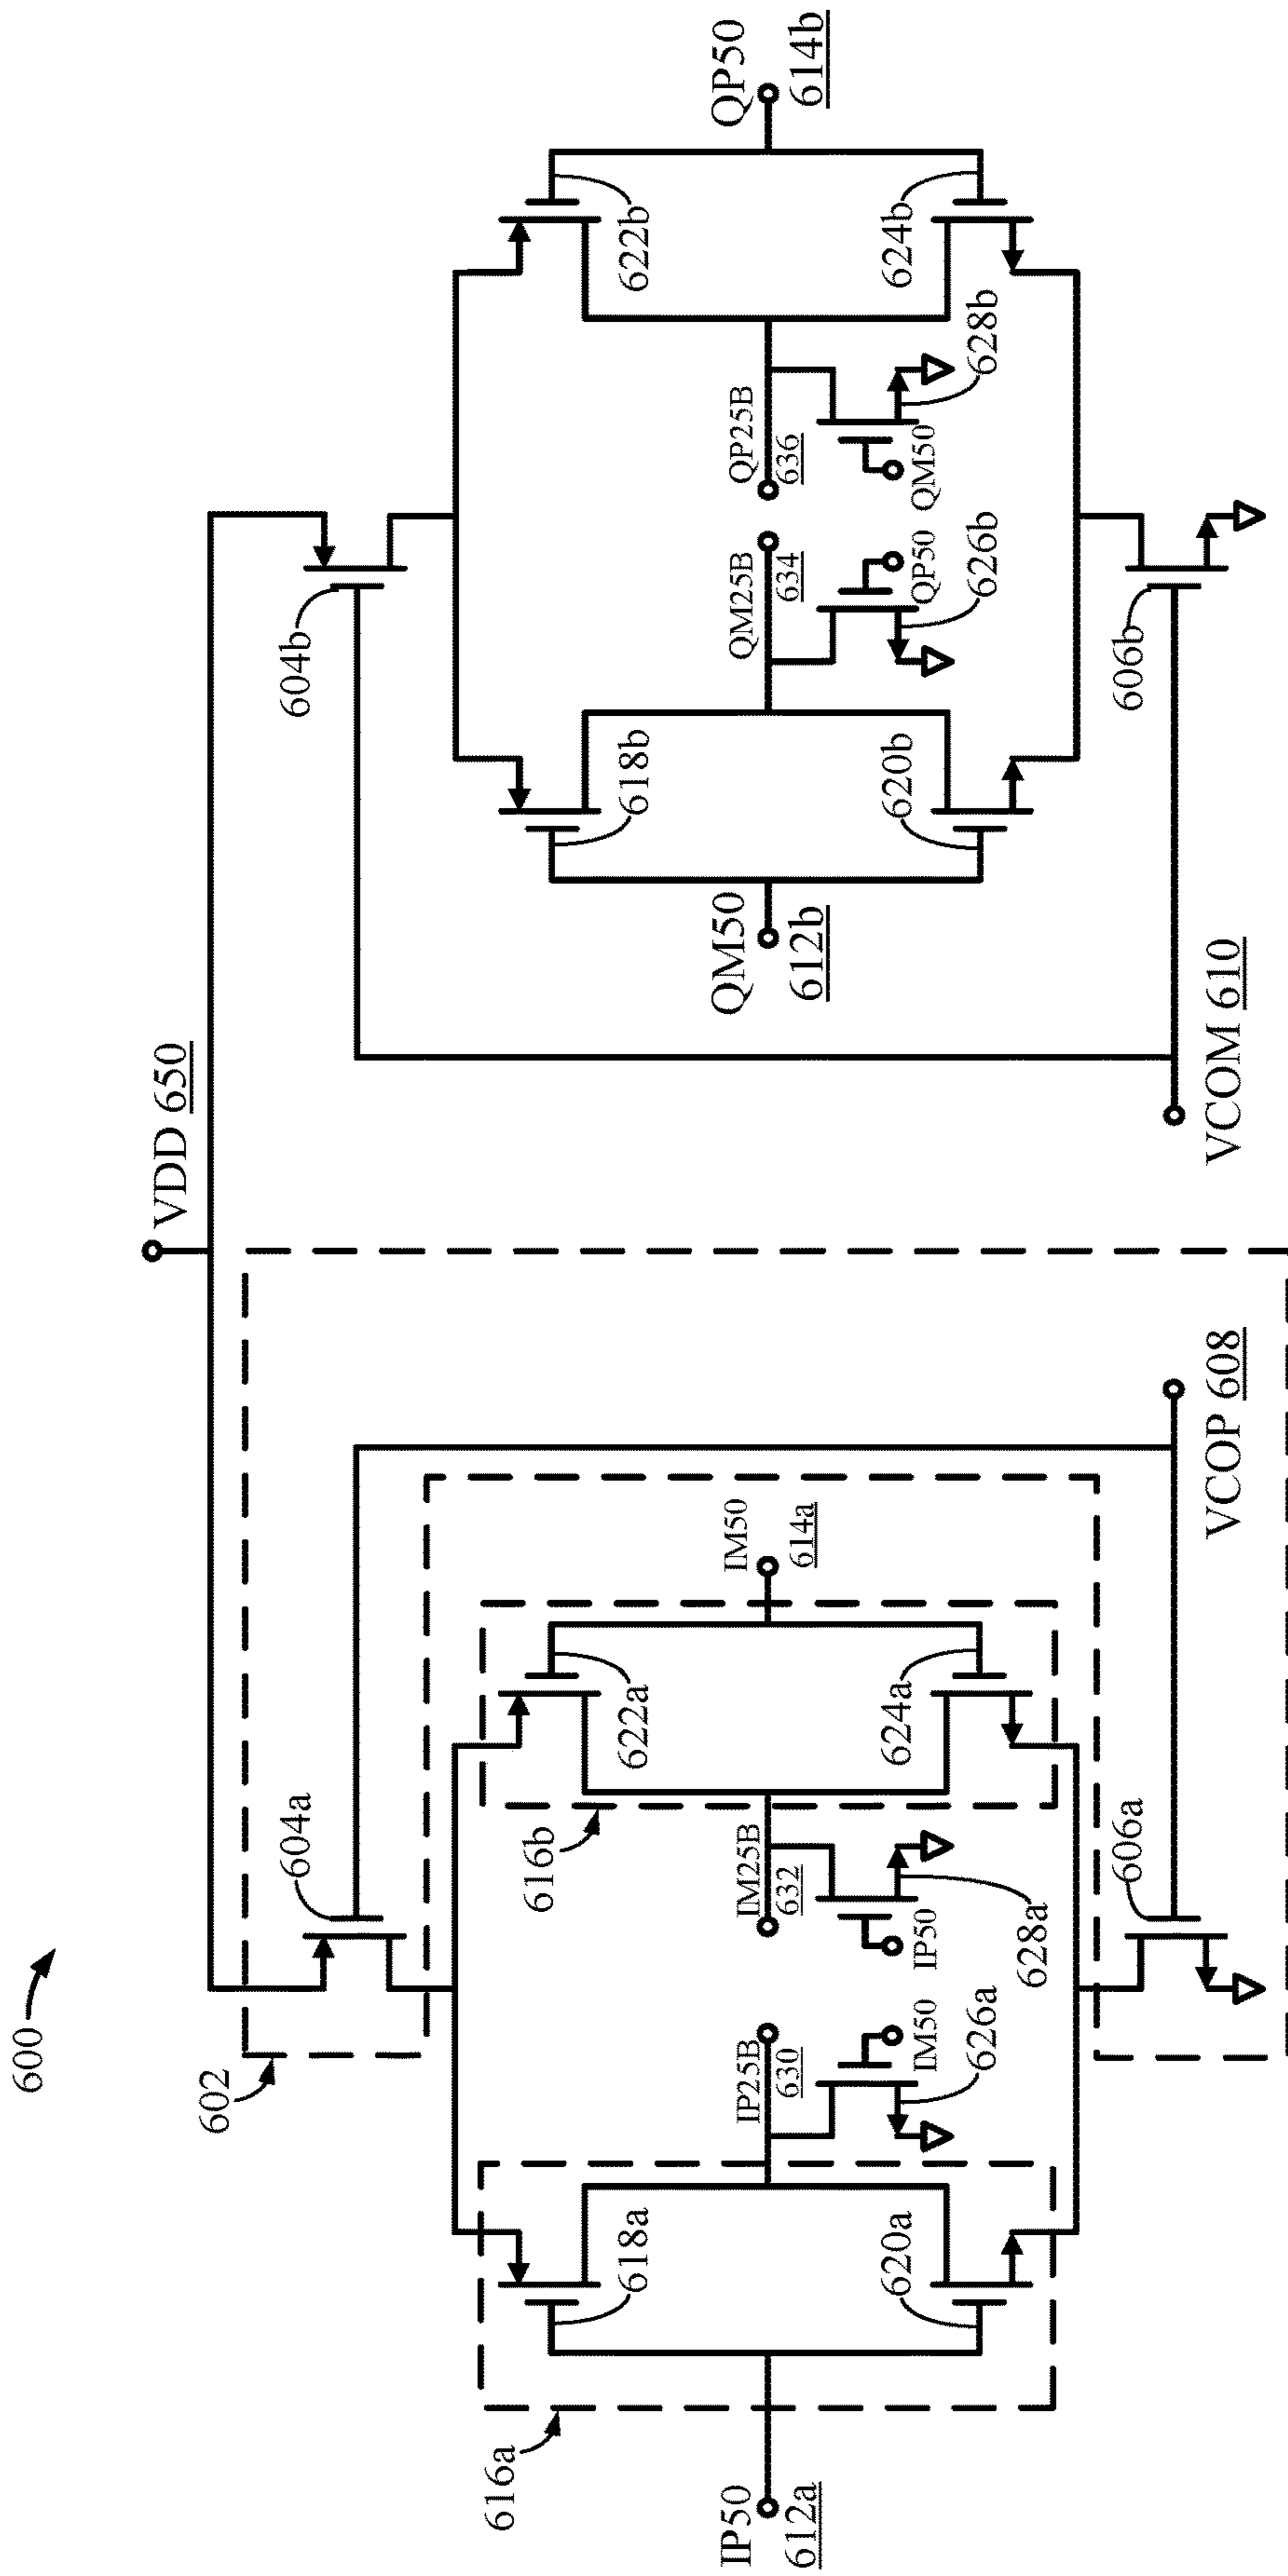 600
VDD 650
602
604a
604b
616a
616b
618a
622a
618b
622b
IP50
612a
IP25B
630
IM25B
632
IM50
614a
QM50
612b
QM25B
634
QP25B
636
QP50
614b
IM50
IP50
QP50
QM50
620a
626a
628a
624a
620b
626b
628b
624b
606a
606b
VCOP 608
VCOM 610